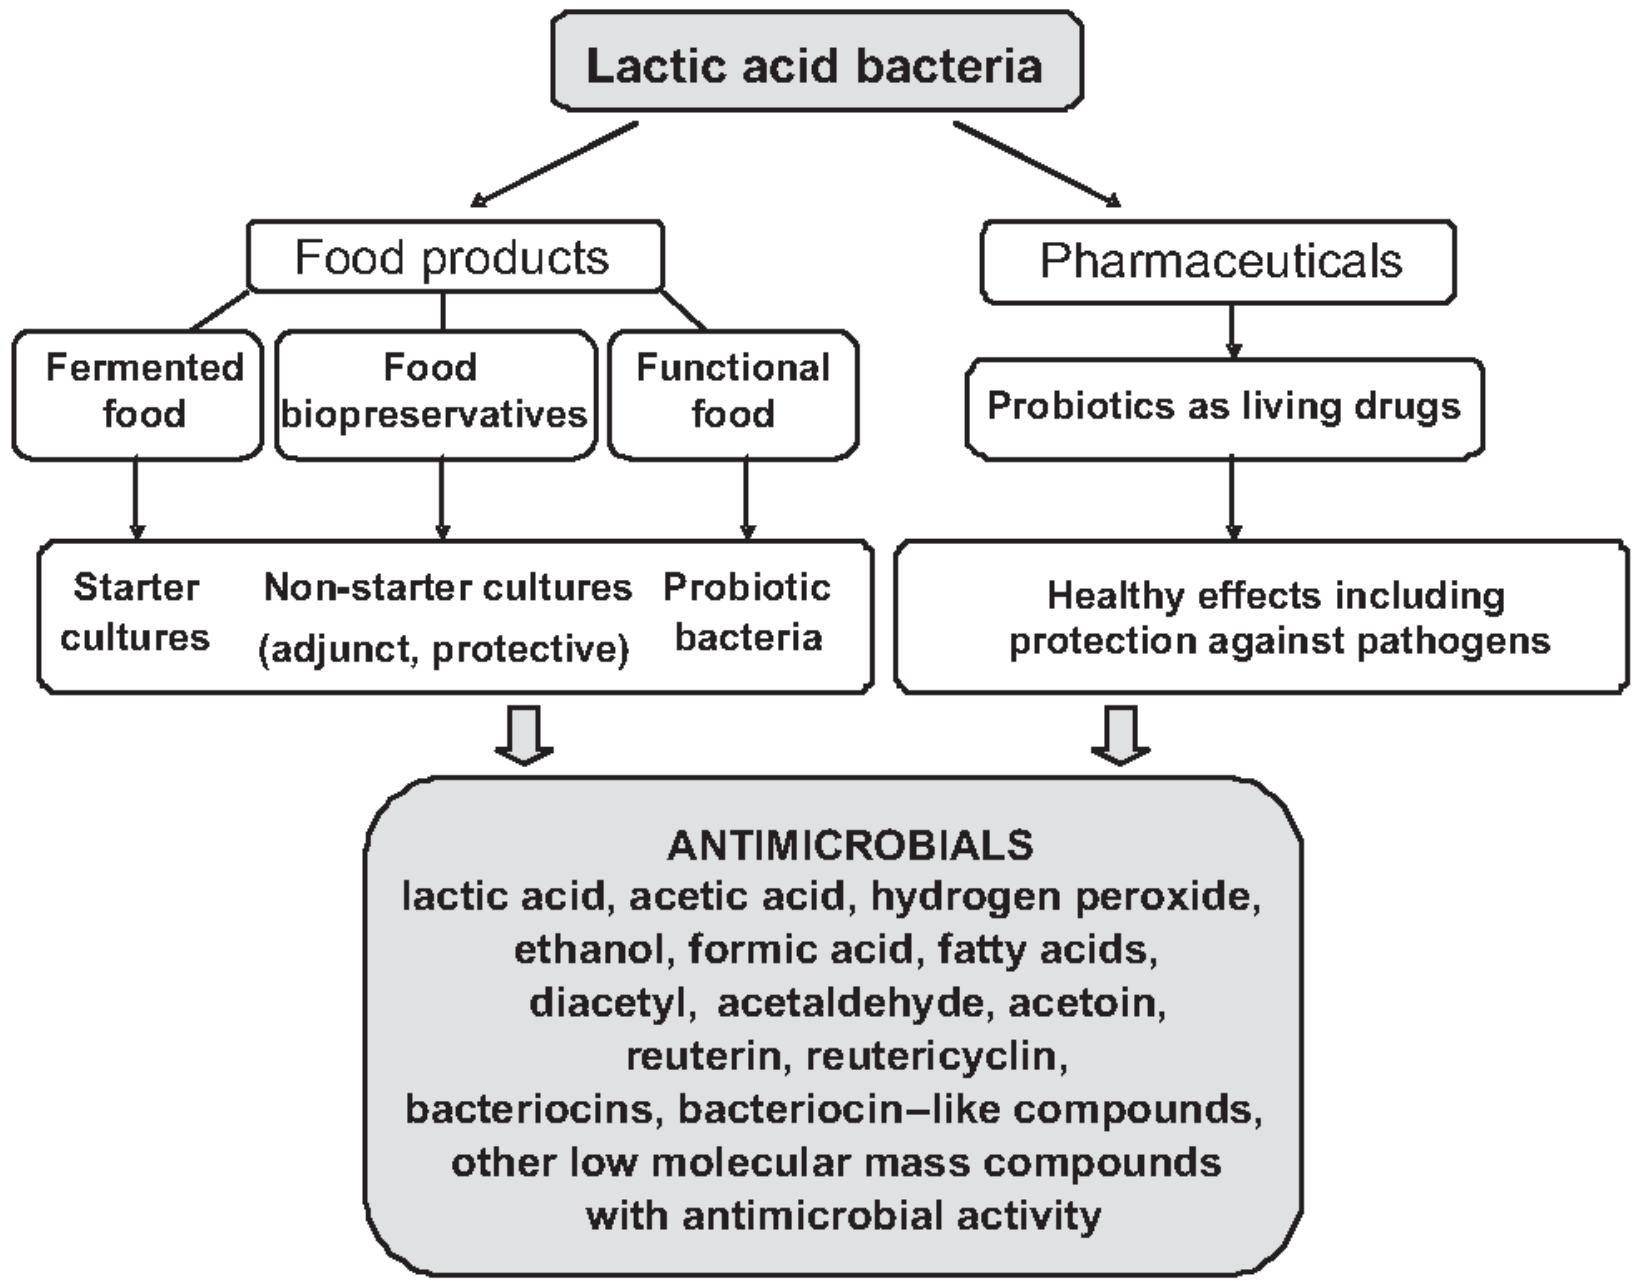 Lactic acid bacteria
Food products
Pharmaceuticals
Fermented
food
Food
biopreservatives
Functional
food
Probiotics as living drugs
Starter
cultures
Non-starter cultures
(adjunct, protective)
Probiotic
bacteria
Healthy effects including
protection against pathogens
ANTIMICROBIALS
lactic acid, acetic acid, hydrogen peroxide,
ethanol, formic acid, fatty acids,
diacetyl, acetaldehyde, acetoin,
reuterin, reutericyclin,
bacteriocins, bacteriocin–like compounds,
other low molecular mass compounds
with antimicrobial activity